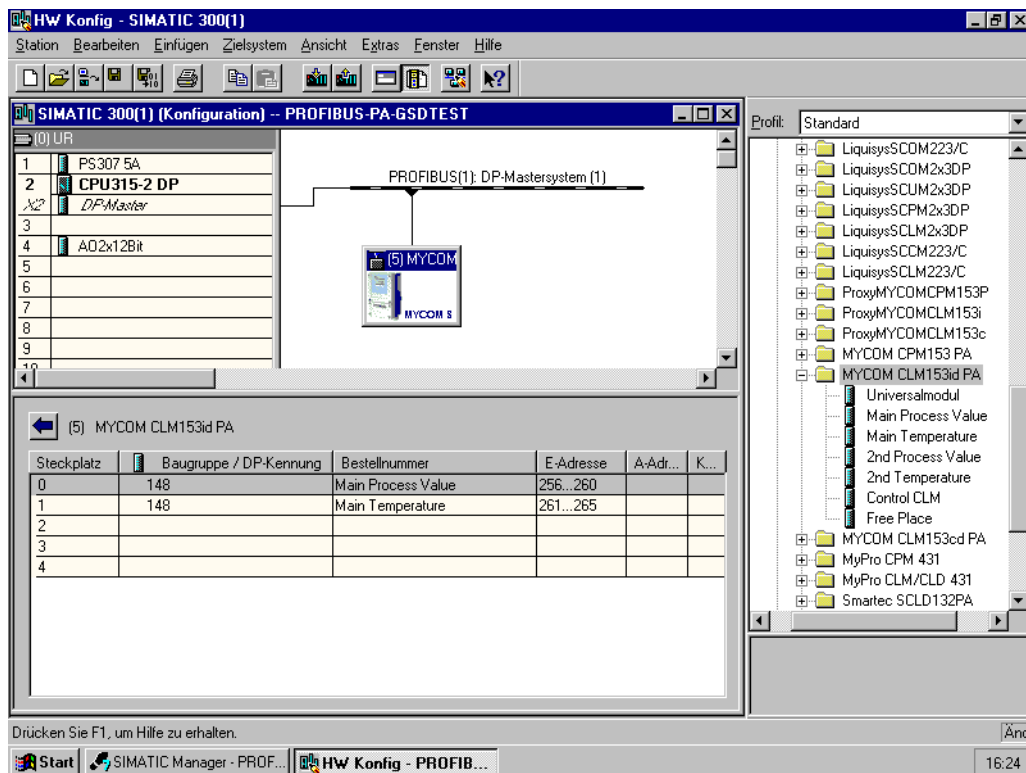 HW Konfig - SIMATIC 300(1)
Station Bearbeiten Einfügen Zielsystem Ansicht Extras Fenster Hilfe
SIMATIC 300(1) (Konfiguration) -- PROFIBUS-PA-GSDTEST
(0) UR
1 PS307 5A
2 CPU315-2 DP
X2 DP-Master
3
4 AO2x12Bit
5
6
7
8
9
10
PROFIBUS(1): DP-Mastersystem (1)
(5) MYCOM
MYCOM S
(5) MYCOM CLM153id PA
Steckplatz Baugruppe / DP-Kennung Bestellnummer E-Adresse A-Adr... K...
0 148 Main Process Value 256...260
1 148 Main Temperature 261...265
2
3
4
Profil: Standard
LiquisysSCOM223/C
LiquisysSCOM2x3DP
LiquisysSCUM2x3DP
LiquisysSCPM2x3DP
LiquisysSCLM2x3DP
LiquisysSCCM223/C
LiquisysSCLM223/C
ProxyMYCOMCPM153P
ProxyMYCOMCLM153i
ProxyMYCOMCLM153c
MYCOM CPM153 PA
MYCOM CLM153id PA
Universalmodul
Main Process Value
Main Temperature
2nd Process Value
2nd Temperature
Control CLM
Free Place
MYCOM CLM153cd PA
MyPro CPM 431
MyPro CLM/CLD 431
Smartec SCLD132PA
Drücken Sie F1, um Hilfe zu erhalten.
Änd
Start SIMATIC Manager - PROF... HW Konfig - PROFIB... 16:24